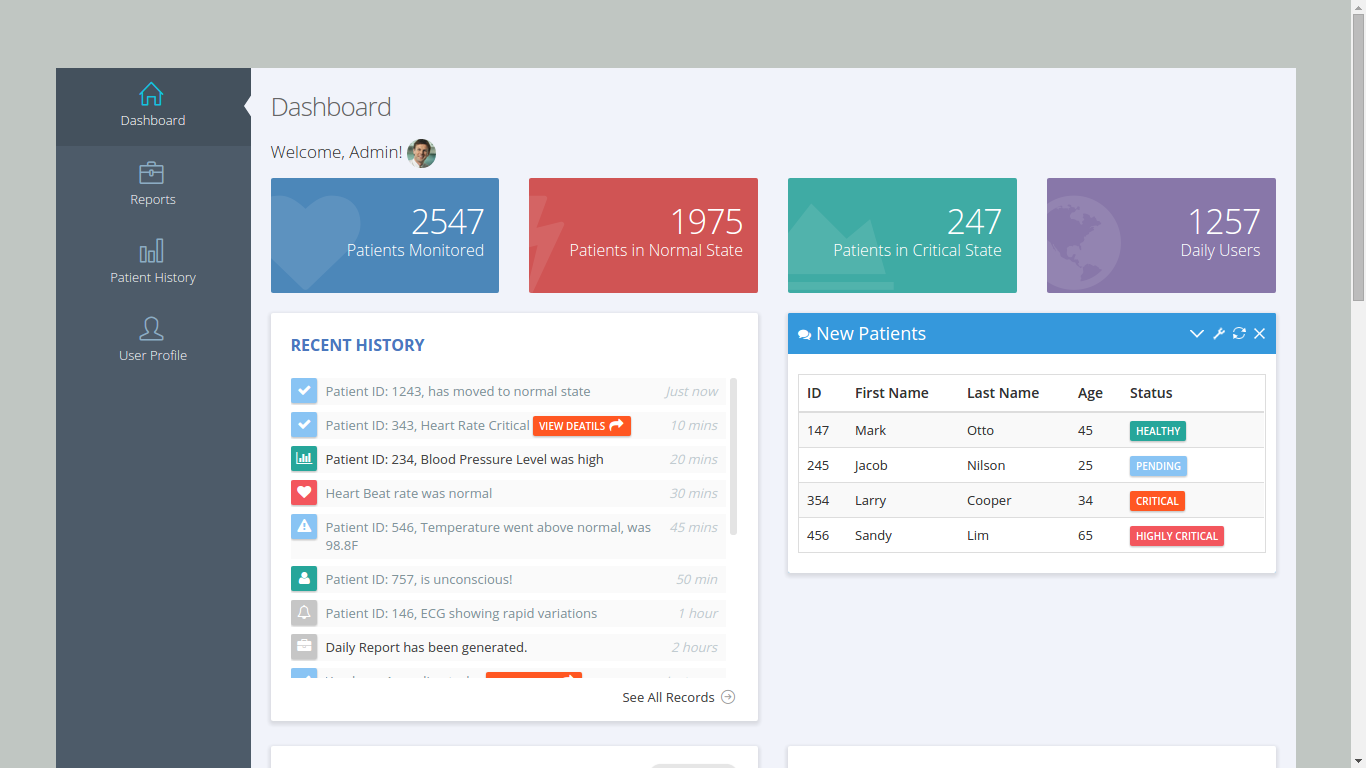 Dashboard
Reports
Patient History
User Profile
Dashboard
Welcome, Admin!
2547
Patients Monitored
1975
Patients in Normal State
247
Patients in Critical State
1257
Daily Users
RECENT HISTORY
Patient ID: 1243, has moved to normal state Just now
Patient ID: 343, Heart Rate Critical VIEW DEATILS 10 mins
Patient ID: 234, Blood Pressure Level was high 20 mins
Heart Beat rate was normal 30 mins
Patient ID: 546, Temperature went above normal, was 45 mins
98.8F
Patient ID: 757, is unconscious! 50 min
Patient ID: 146, ECG showing rapid variations 1 hour
Daily Report has been generated. 2 hours
See All Records
New Patients
ID First Name Last Name Age Status
147 Mark Otto 45 HEALTHY
245 Jacob Nilson 25 PENDING
354 Larry Cooper 34 CRITICAL
456 Sandy Lim 65 HIGHLY CRITICAL